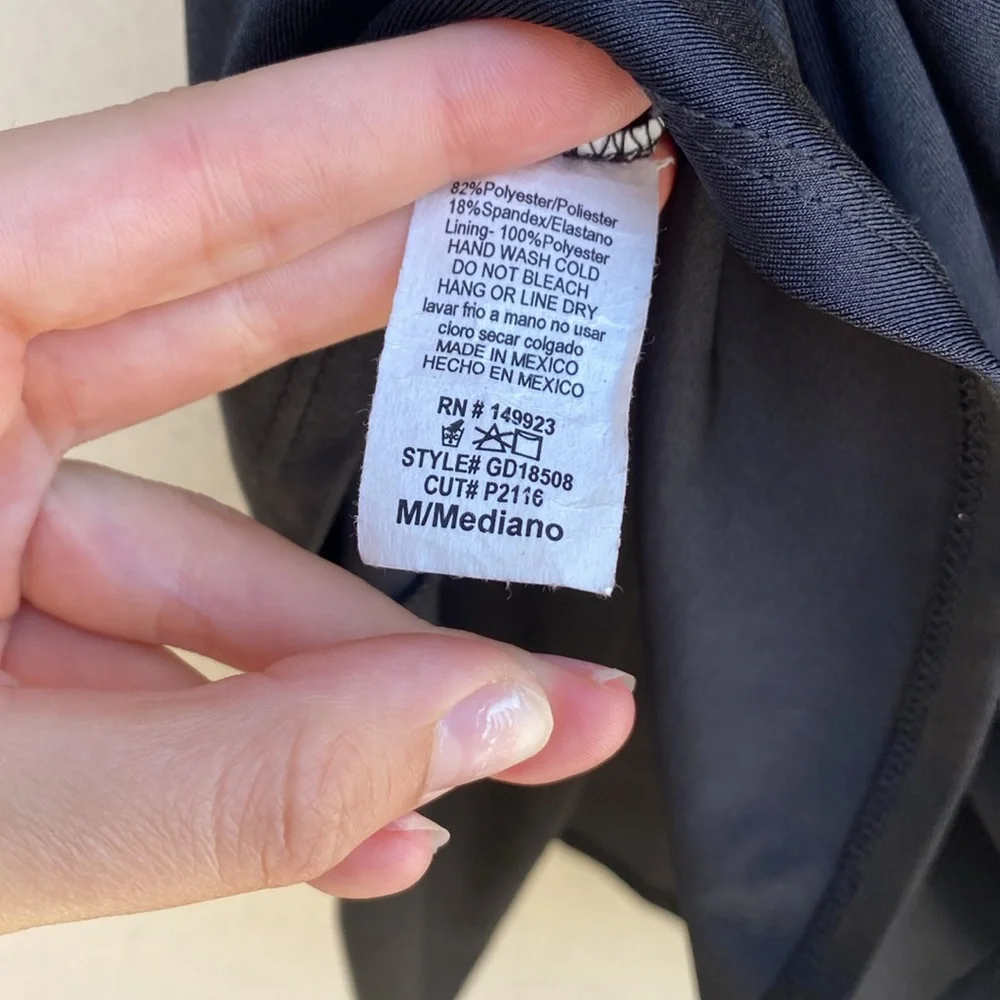 82%Polyester/Poliester
18%Spandex/Elastano
Lining- 100%Polyester
HAND WASH COLD
DO NOT BLEACH
HANG OR LINE DRY
lavar frio a mano no usar
cloro secar colgado
MADE IN MEXICO
HECHO EN MEXICO
RN # 149923
STYLE# GD18508
CUT# P2116
M/Mediano